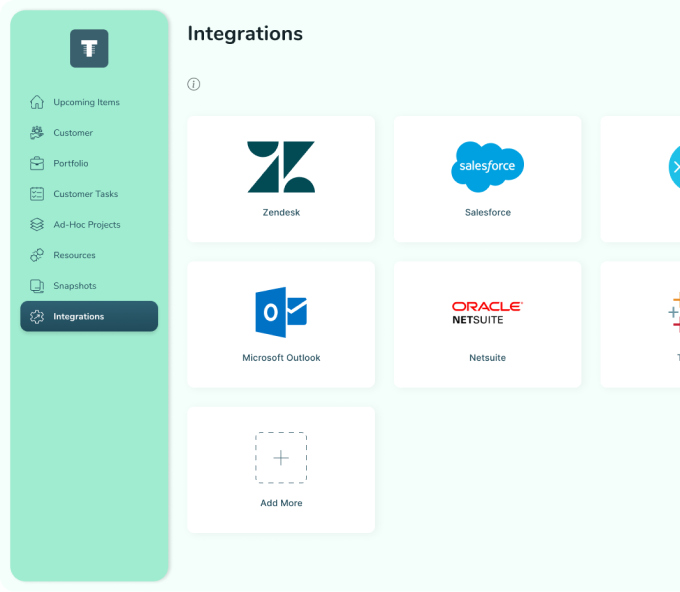 T
Integrations
Upcoming Items
Customer
Portfolio
Customer Tasks
Ad-Hoc Projects
Resources
Snapshots
Integrations
i
Zendesk
salesforce
Salesforce
O
Microsoft Outlook
ORACLE
NETSUITE
Netsuite
T
Add More